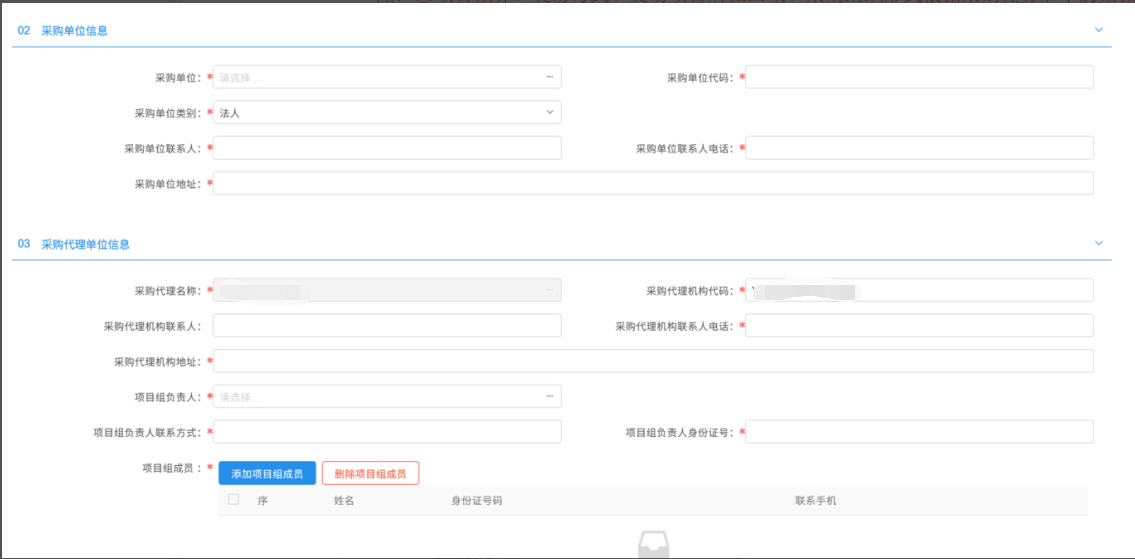 02 采购单位信息
采购单位：* 请选择... 采购单位代码：*
采购单位类别：* 法人
采购单位联系人：* 采购单位联系人电话：*
采购单位地址：*
03 采购代理单位信息
采购代理名称：* 采购代理机构代码：*
采购代理机构联系人： 采购代理机构联系人电话：*
采购代理机构地址：*
项目组负责人：* 请选择...
项目组负责人联系方式：* 项目组负责人身份证号：*
项目组成员：* 添加项目组成员 删除项目组成员
序 姓名 身份证号码 联系手机